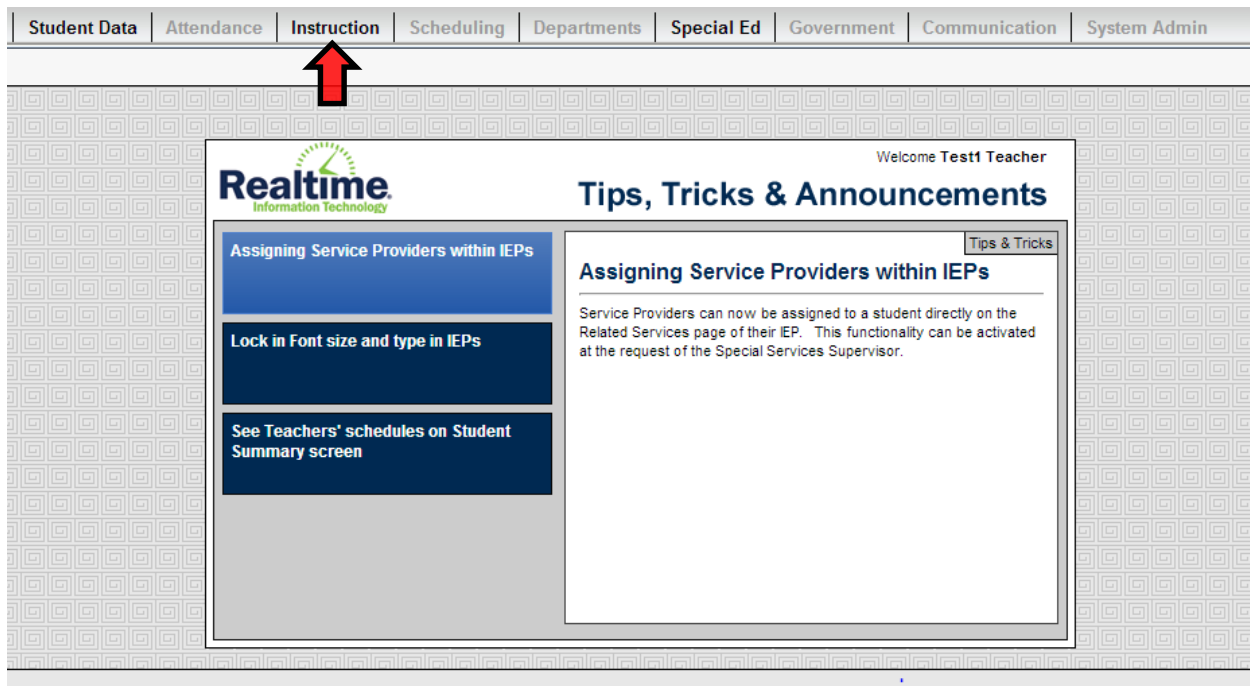 Student Data Attendance Instruction Scheduling Departments Special Ed Government Communication System Admin
Realtime
Information Technology
Welcome Test1 Teacher
Tips, Tricks & Announcements
Assigning Service Providers within IEPs
Lock in Font size and type in IEPs
See Teachers' schedules on Student
Summary screen
Tips & Tricks
Assigning Service Providers within IEPs
Service Providers can now be assigned to a student directly on the
Related Services page of their IEP. This functionality can be activated
at the request of the Special Services Supervisor.